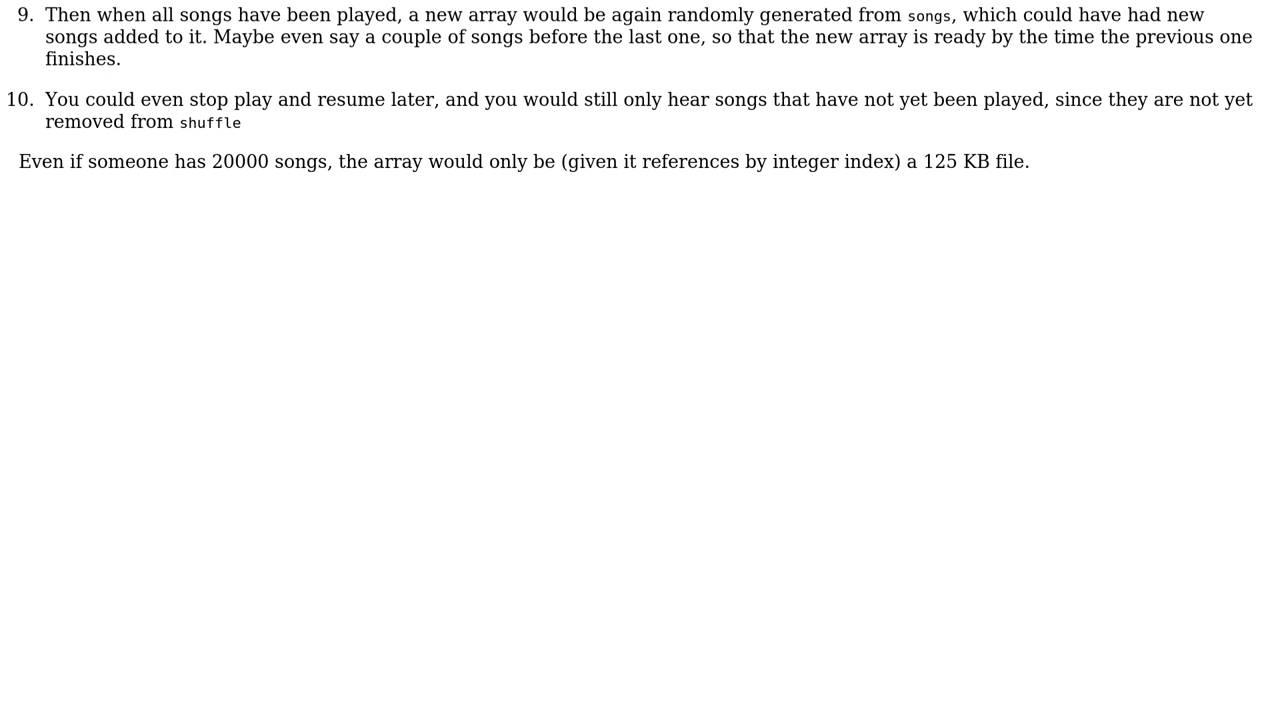 9. Then when all songs have been played, a new array would be again randomly generated from songs, which could have had new
songs added to it. Maybe even say a couple of songs before the last one, so that the new array is ready by the time the previous one
finishes.
10. You could even stop play and resume later, and you would still only hear songs that have not yet been played, since they are not yet
removed from shuffle
Even if someone has 20000 songs, the array would only be (given it references by integer index) a 125 KB file.